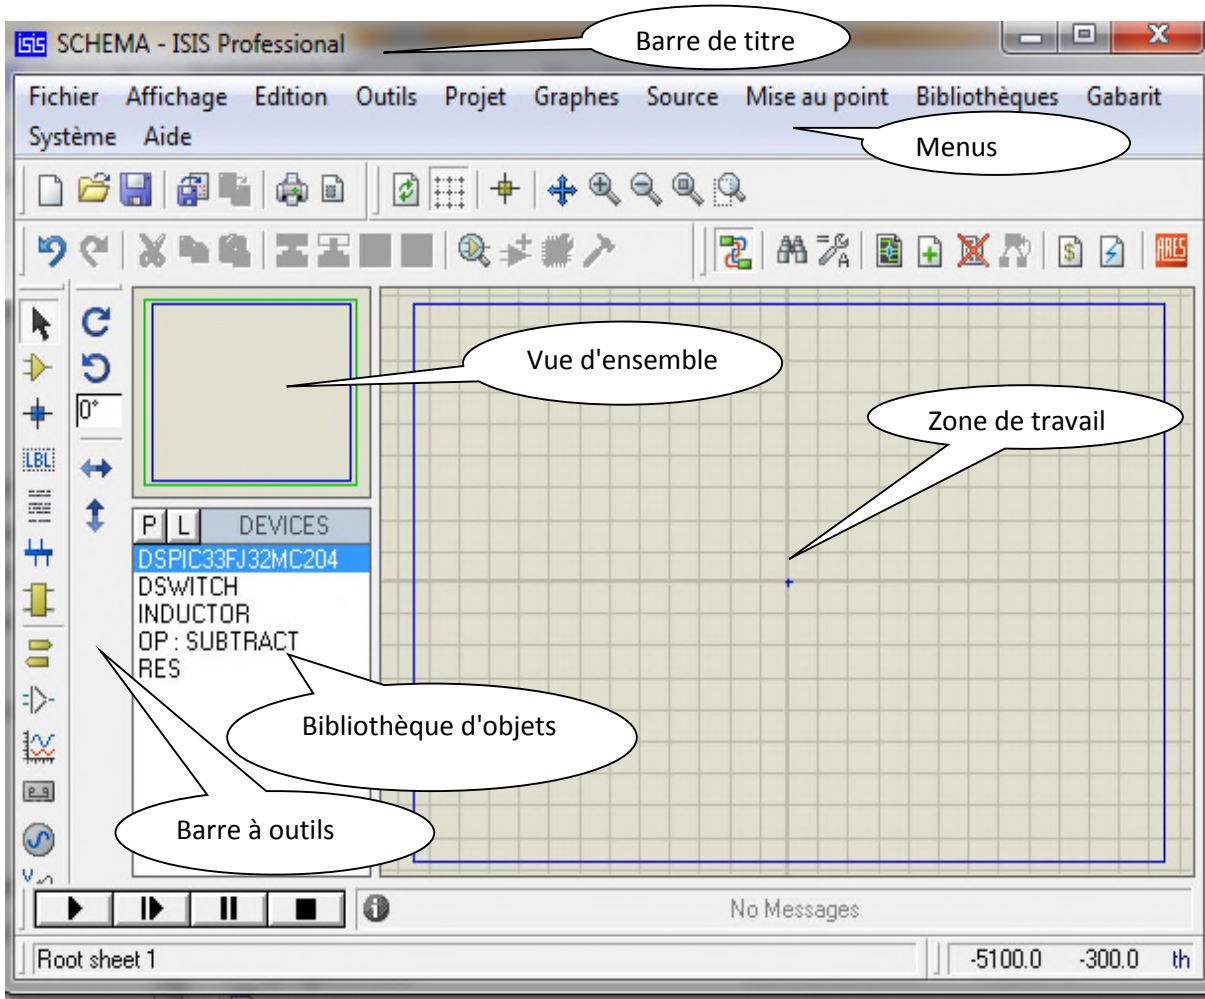 isis SCHEMA - ISIS Professional
Barre de titre
X
Fichier Affichage Edition Outils Projet Graphes Source Mise au point Bibliothèques Gabarit
Système Aide
Menus
A
$
ARES
0°
Vue d'ensemble
Zone de travail
LBL
P L DEVICES
DSPIC33FJ32MC204
DSWITCH
INDUCTOR
OP : SUBTRACT
RES
Bibliothèque d'objets
Barre à outils
V
No Messages
Root sheet 1
-5100.0 -300.0 th